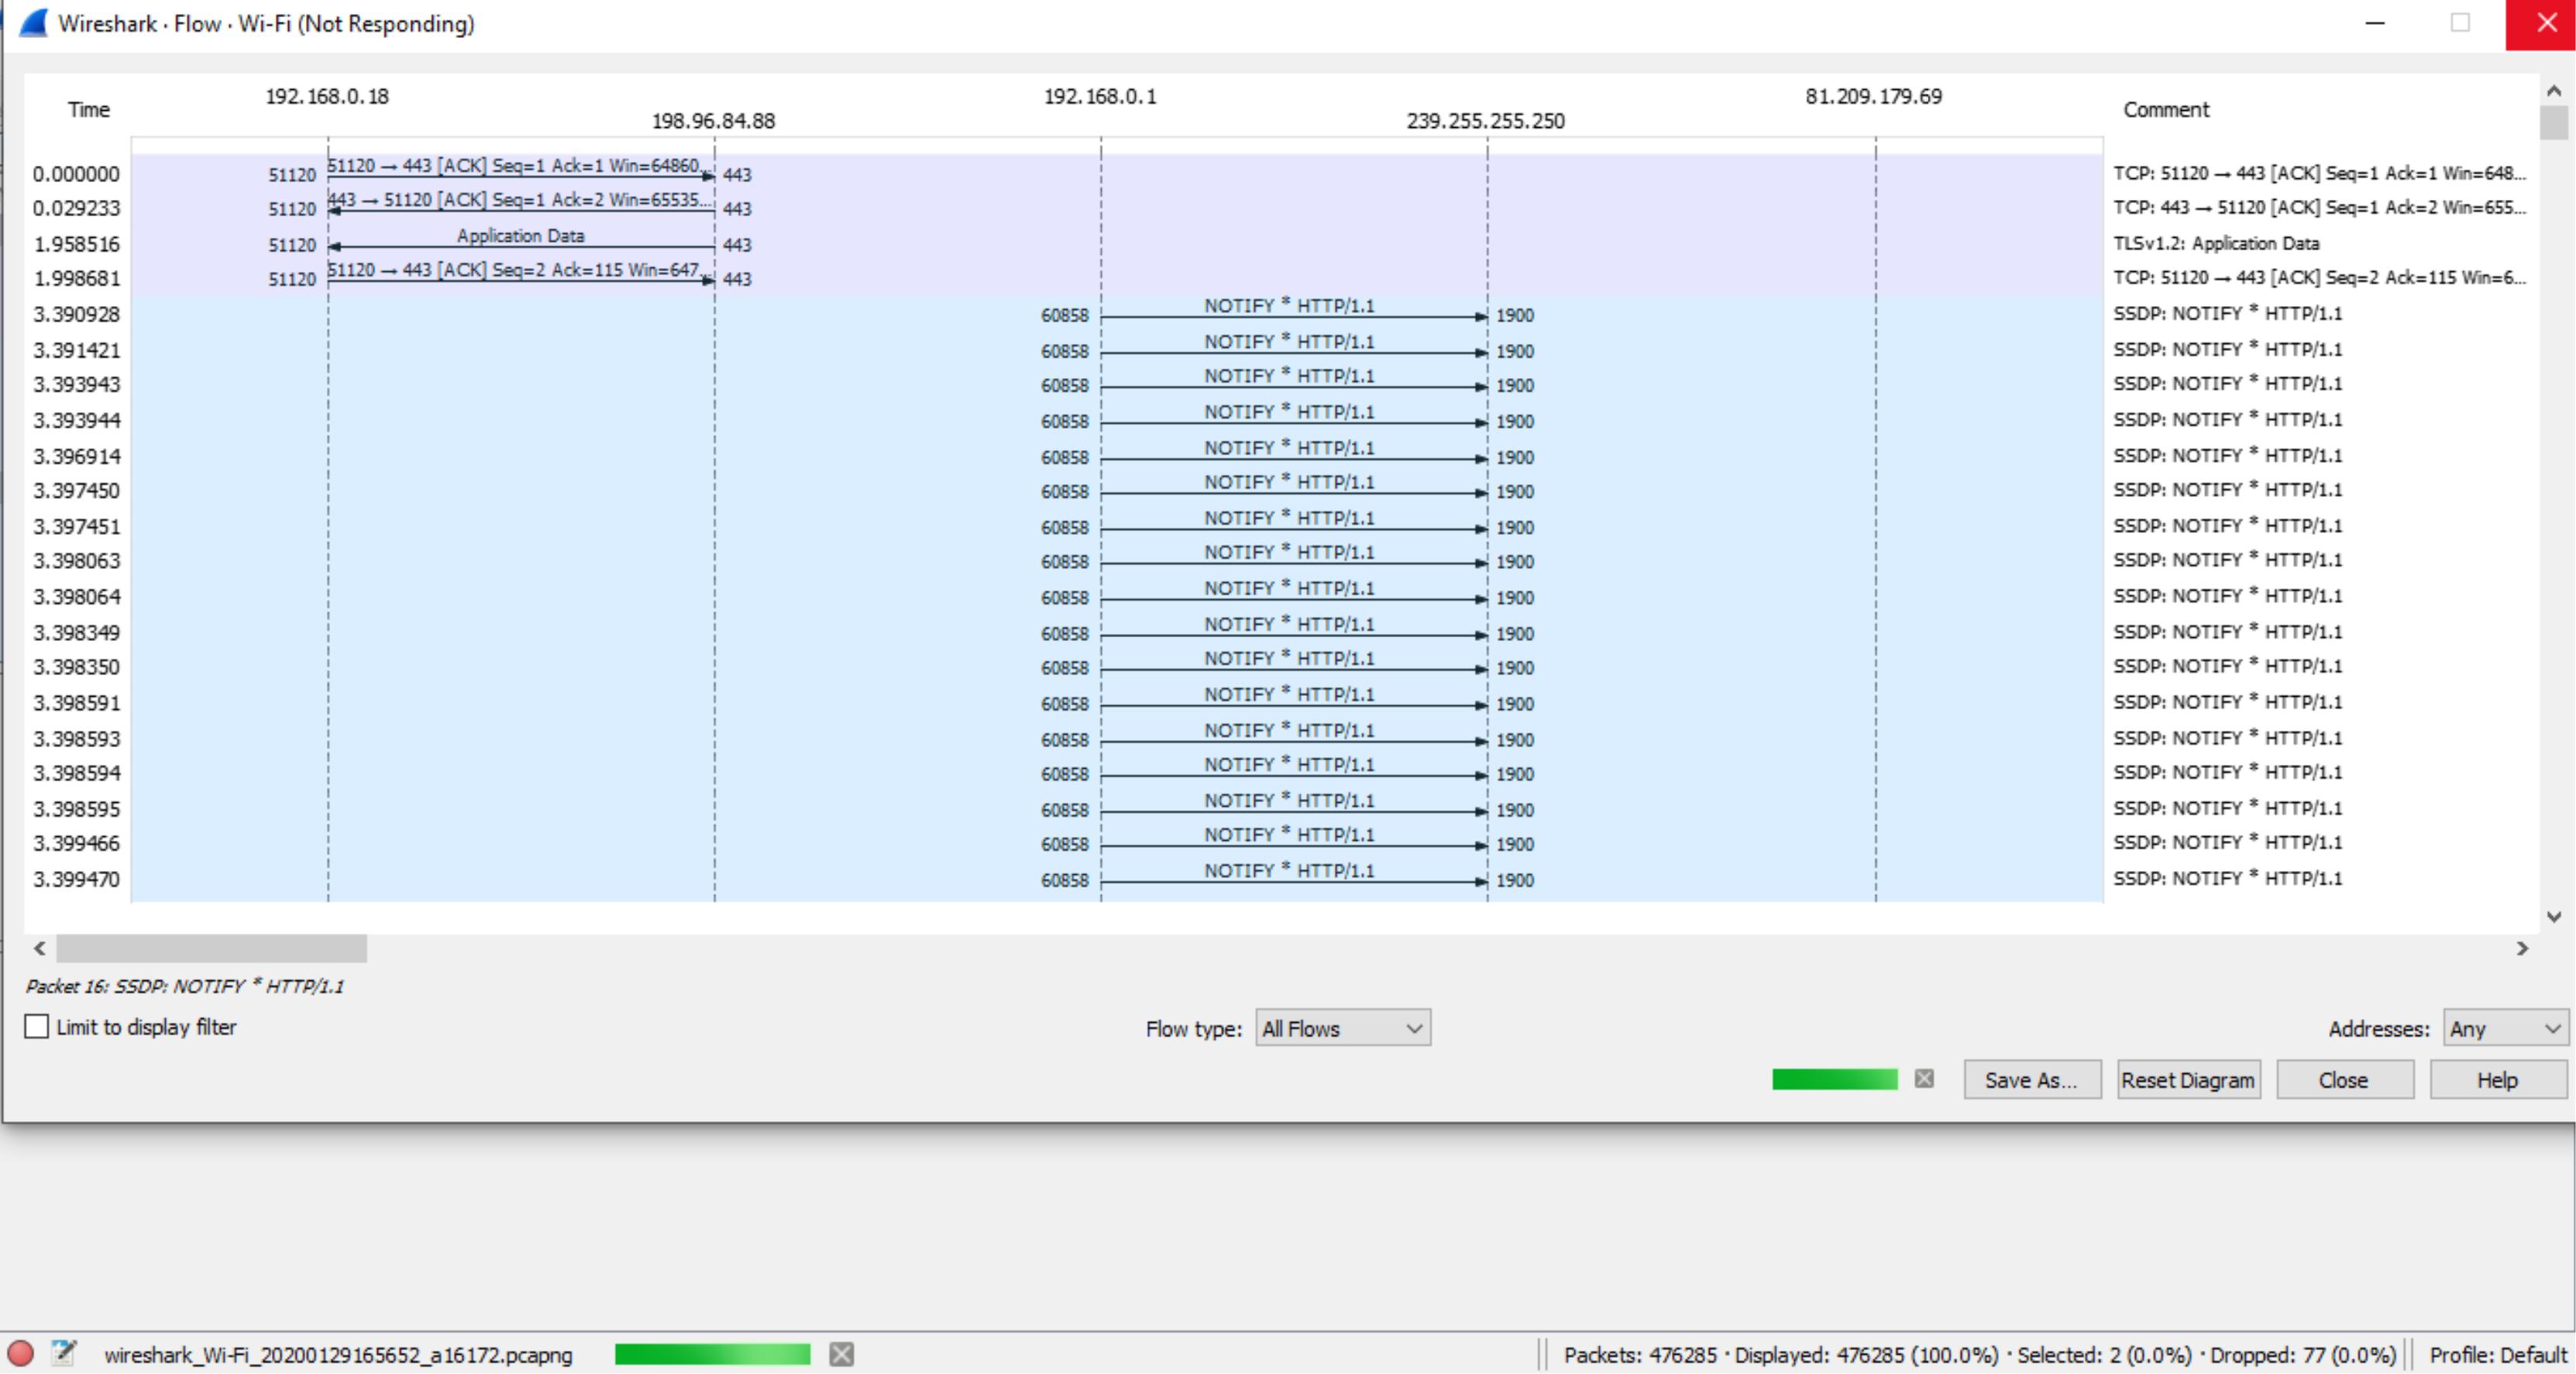 Wireshark · Flow · Wi-Fi (Not Responding)
Time 192.168.0.18 198.96.84.88 192.168.0.1 239.255.255.250 81.209.179.69 Comment
0.000000 51120 51120 → 443 [ACK] Seq=1 Ack=1 Win=64860... 443 TCP: 51120 → 443 [ACK] Seq=1 Ack=1 Win=648...
0.029233 51120 443 → 51120 [ACK] Seq=1 Ack=2 Win=65535... 443 TCP: 443 → 51120 [ACK] Seq=1 Ack=2 Win=655...
1.958516 51120 Application Data 443 TLSv1.2: Application Data
1.998681 51120 51120 → 443 [ACK] Seq=2 Ack=115 Win=647... 443 TCP: 51120 → 443 [ACK] Seq=2 Ack=115 Win=6...
3.390928 60858 NOTIFY * HTTP/1.1 1900 SSDP: NOTIFY * HTTP/1.1
3.391421 60858 NOTIFY * HTTP/1.1 1900 SSDP: NOTIFY * HTTP/1.1
3.393943 60858 NOTIFY * HTTP/1.1 1900 SSDP: NOTIFY * HTTP/1.1
3.393944 60858 NOTIFY * HTTP/1.1 1900 SSDP: NOTIFY * HTTP/1.1
3.396914 60858 NOTIFY * HTTP/1.1 1900 SSDP: NOTIFY * HTTP/1.1
3.397450 60858 NOTIFY * HTTP/1.1 1900 SSDP: NOTIFY * HTTP/1.1
3.397451 60858 NOTIFY * HTTP/1.1 1900 SSDP: NOTIFY * HTTP/1.1
3.398063 60858 NOTIFY * HTTP/1.1 1900 SSDP: NOTIFY * HTTP/1.1
3.398064 60858 NOTIFY * HTTP/1.1 1900 SSDP: NOTIFY * HTTP/1.1
3.398349 60858 NOTIFY * HTTP/1.1 1900 SSDP: NOTIFY * HTTP/1.1
3.398350 60858 NOTIFY * HTTP/1.1 1900 SSDP: NOTIFY * HTTP/1.1
3.398591 60858 NOTIFY * HTTP/1.1 1900 SSDP: NOTIFY * HTTP/1.1
3.398593 60858 NOTIFY * HTTP/1.1 1900 SSDP: NOTIFY * HTTP/1.1
3.398594 60858 NOTIFY * HTTP/1.1 1900 SSDP: NOTIFY * HTTP/1.1
3.398595 60858 NOTIFY * HTTP/1.1 1900 SSDP: NOTIFY * HTTP/1.1
3.399466 60858 NOTIFY * HTTP/1.1 1900 SSDP: NOTIFY * HTTP/1.1
3.399470 60858 NOTIFY * HTTP/1.1 1900 SSDP: NOTIFY * HTTP/1.1
Packet 16: SSDP: NOTIFY * HTTP/1.1
Limit to display filter Flow type: All Flows Addresses: Any
Save As... Reset Diagram Close Help
wireshark_Wi-Fi_20200129165652_a16172.pcapng Packets: 476285 · Displayed: 476285 (100.0%) · Selected: 2 (0.0%) · Dropped: 77 (0.0%) Profile: Default